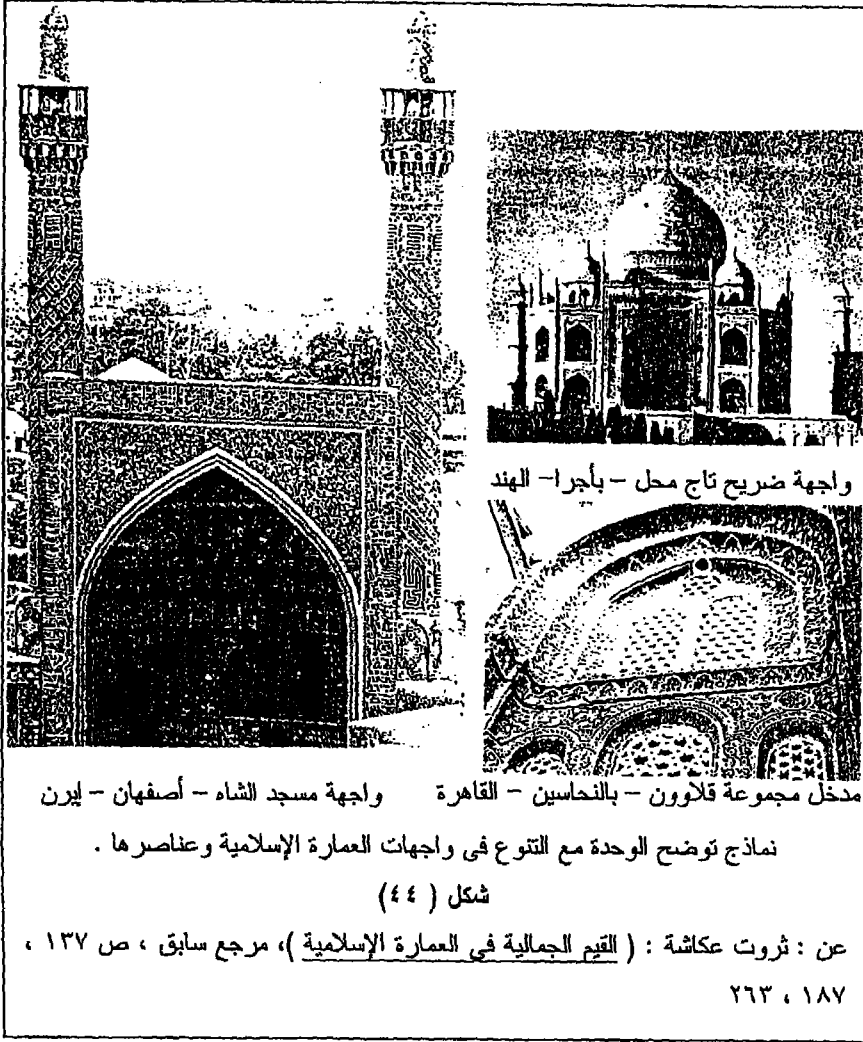 واجهة ضريح تاج محل – بأجرا– الهند
مدخل مجموعة قلاوون – بالنحاسين – القاهرة
واجهة مسجد الشاه – أصفهان – إيرن
نماذج توضح الوحدة مع التنوع فى واجهات العمارة الإسلامية وعناصرها .
شكل ( ٤٤)
عن : ثروت عكاشة : ( القيم الجمالية في العمارة الإسلامية )، مرجع سابق ، ص ١٣٧ ،
١٨٧ ، ٢٦٣